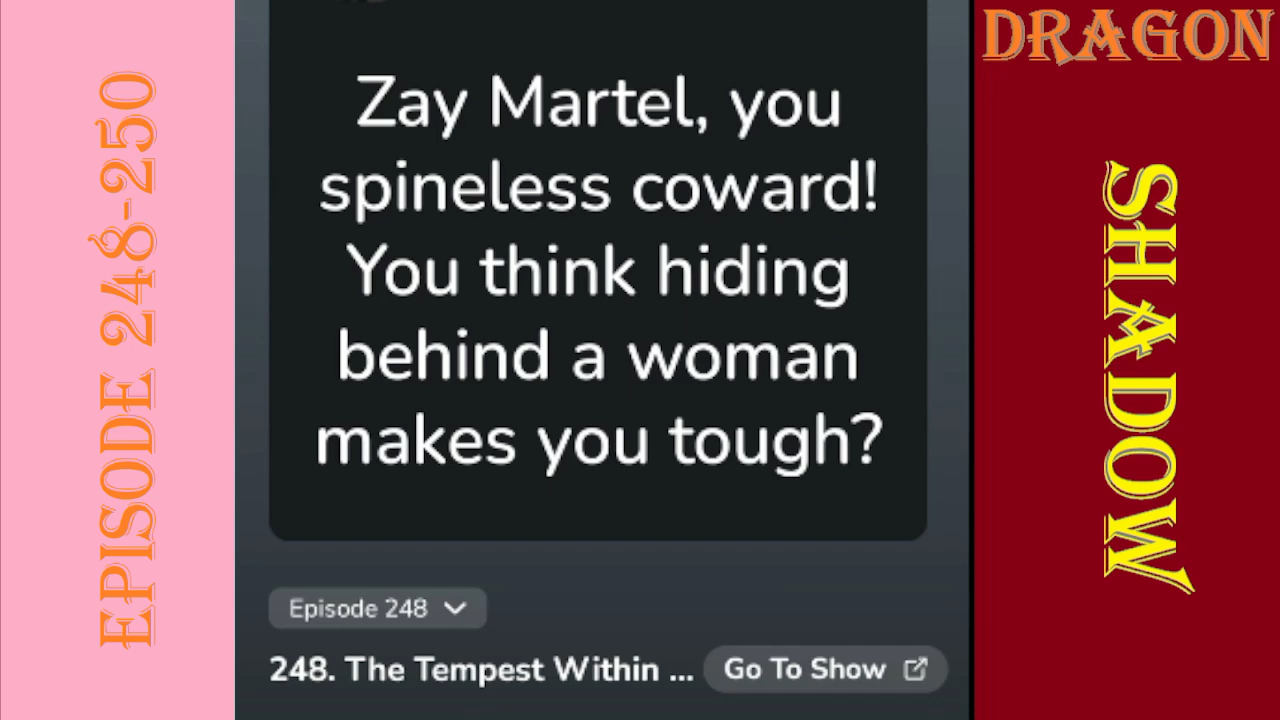 EPISODE 248-250
Zay Martel, you
spineless coward!
You think hiding
behind a woman
makes you tough?
Episode 248
248. The Tempest Within ...
Go To Show
DRAGON
SHADOW